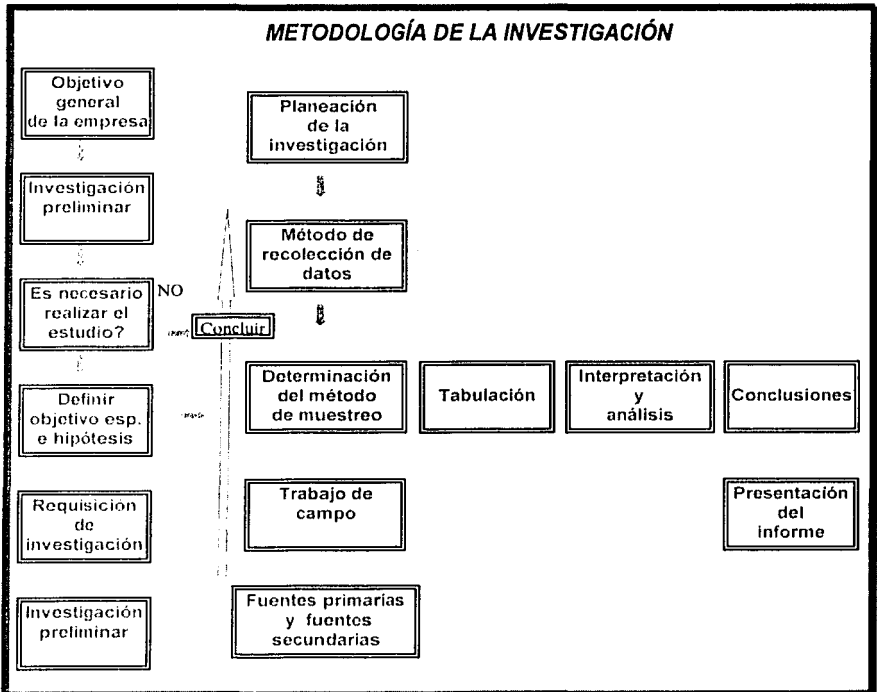 METODOLOGÍA DE LA INVESTIGACIÓN
Objetivo
general
de la empresa
Investigación
preliminar
Es necesario
realizar el
estudio?
NO
Concluir
Definir
objetivo esp.
e hipótesis
Requisición
de
investigación
Investigación
preliminar
Planeación
de la
investigación
Método de
recolección de
datos
Determinación
del método
de muestreo
Trabajo de
campo
Fuentes primarias
y fuentes
secundarias
Tabulación
Interpretación
y
análisis
Conclusiones
Presentación
del
informe